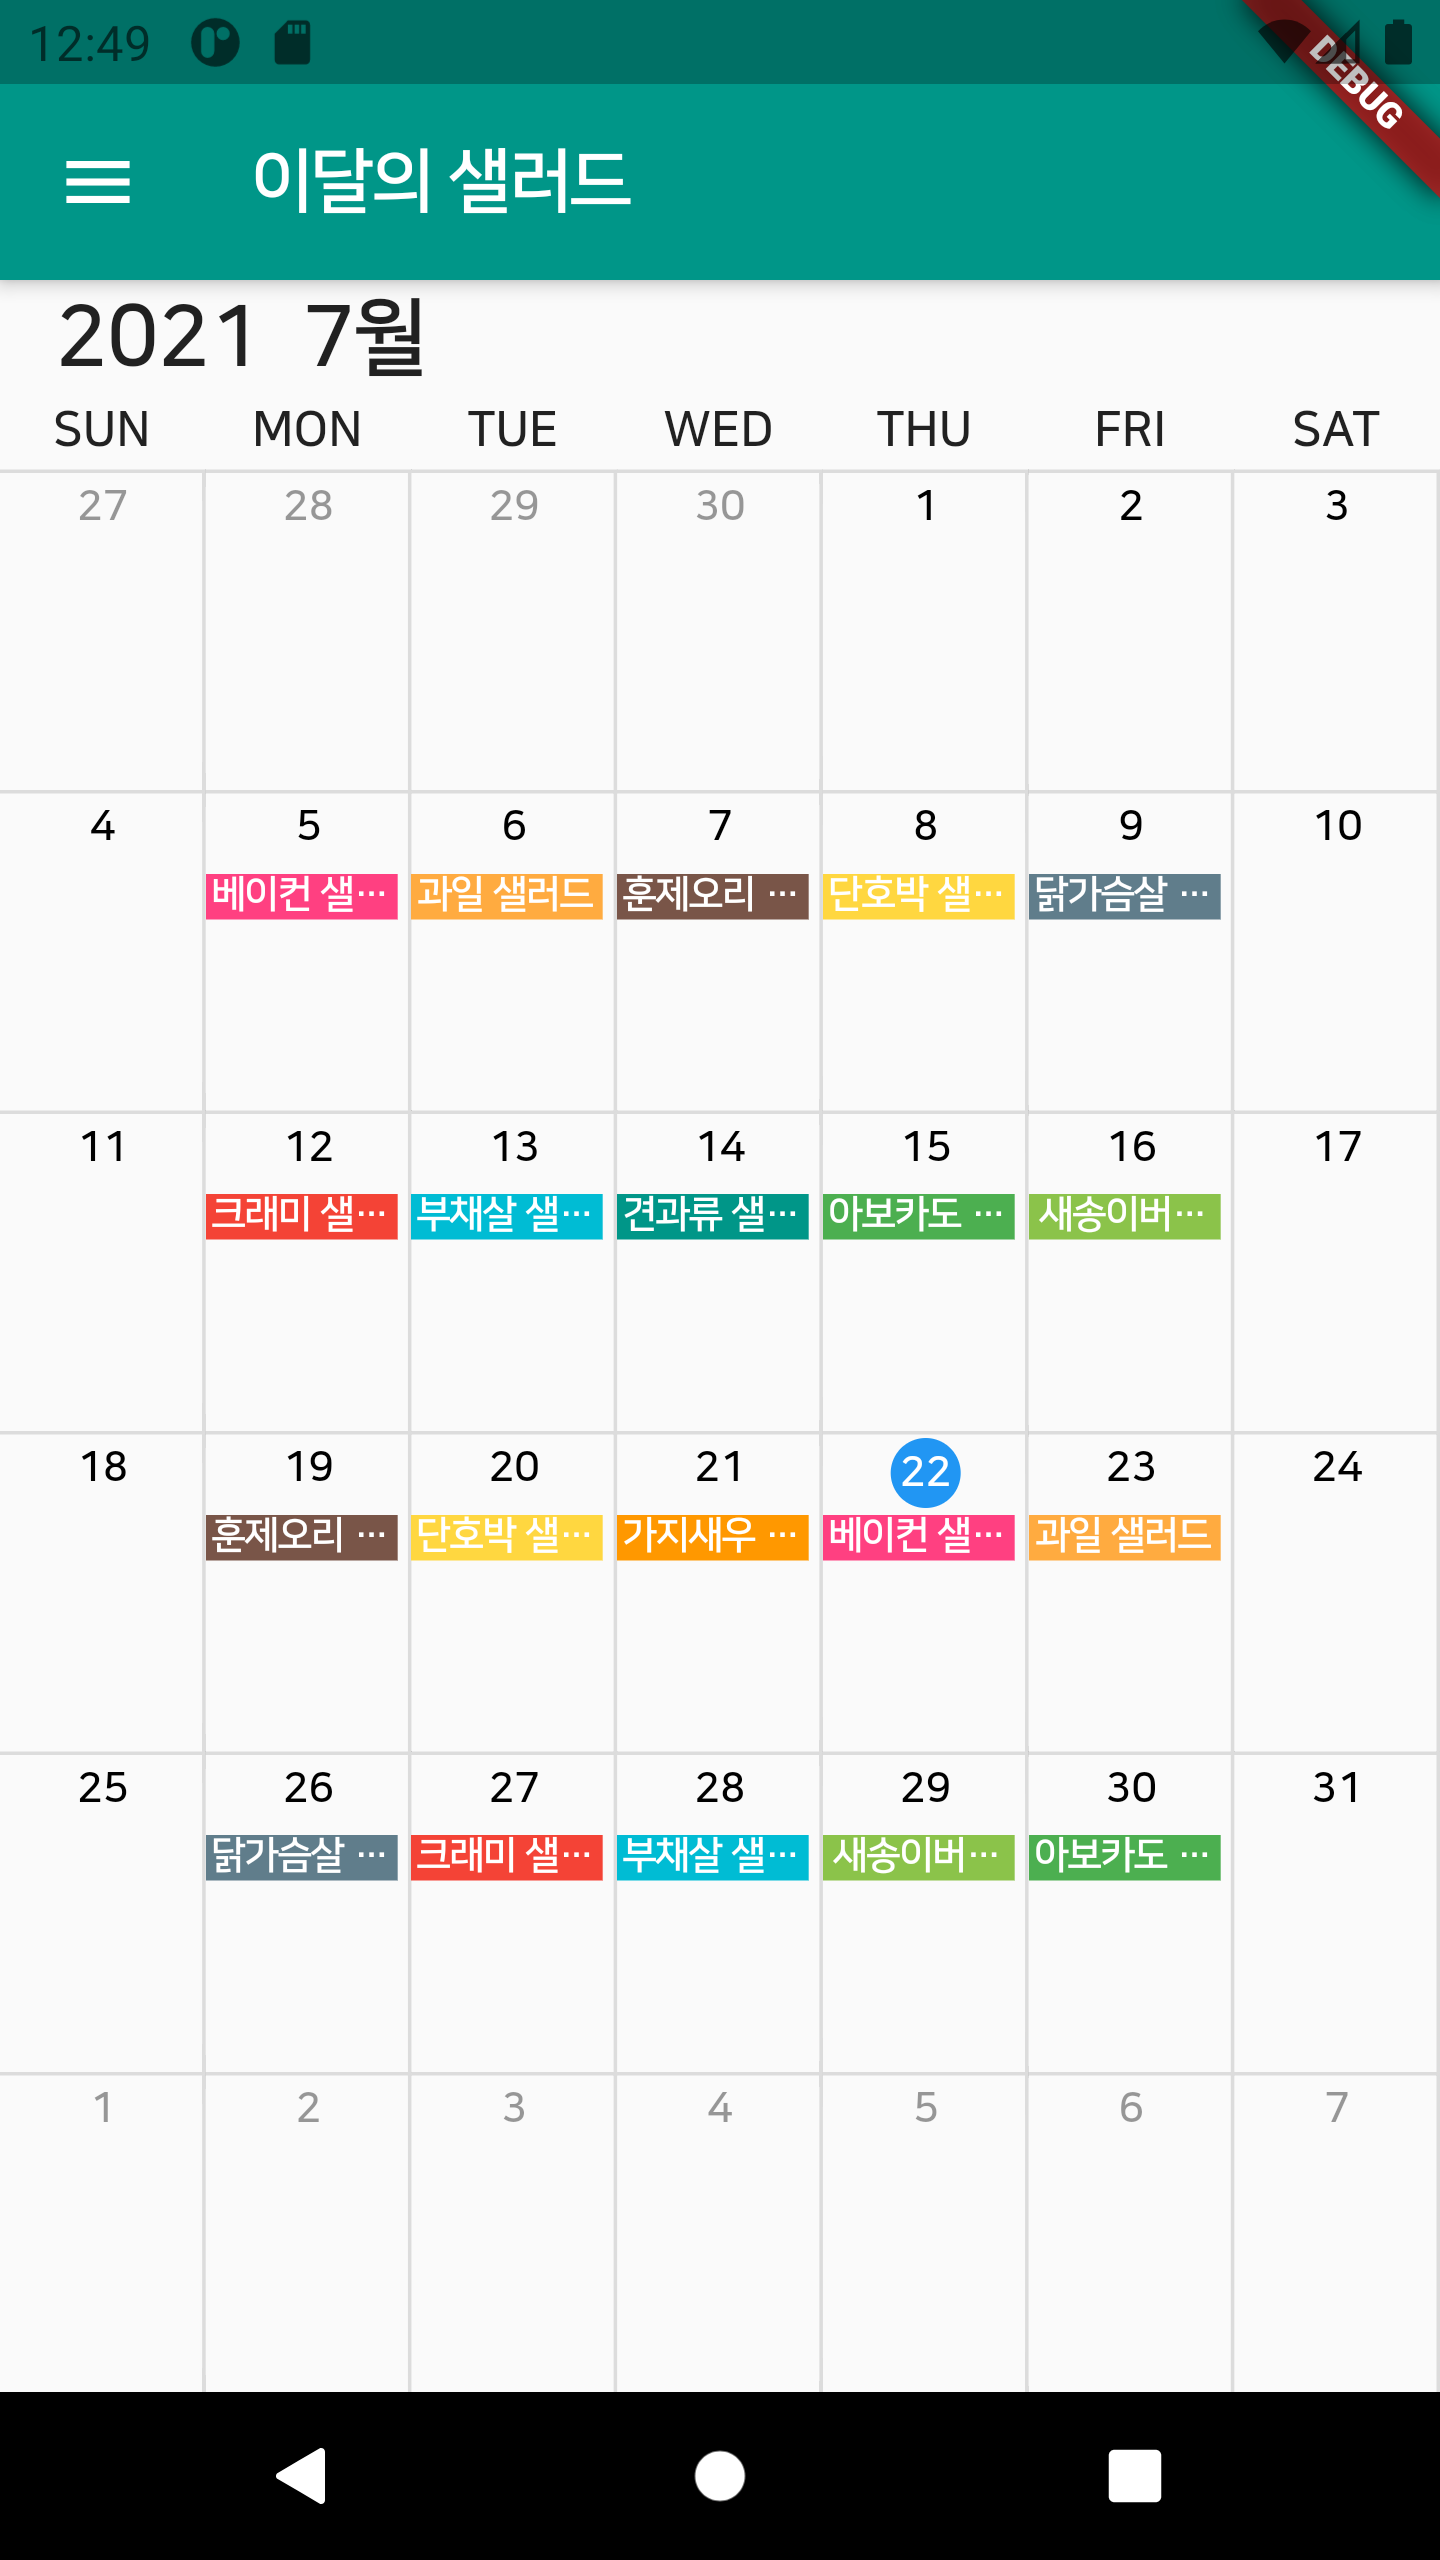 12:49
DEBUG
이달의 샐러드
2021 7월
SUN MON TUE WED THU FRI SAT
27 28 29 30 1 2 3
4 5 6 7 8 9 10
베이컨 샐… 과일 샐러드 훈제오리 … 단호박 샐… 닭가슴살 …
11 12 13 14 15 16 17
크래미 샐… 부채살 샐… 견과류 샐… 아보카도 … 새송이버…
18 19 20 21 22 23 24
훈제오리 … 단호박 샐… 가지새우 … 베이컨 샐… 과일 샐러드
25 26 27 28 29 30 31
닭가슴살 … 크래미 샐… 부채살 샐… 새송이버… 아보카도 …
1 2 3 4 5 6 7